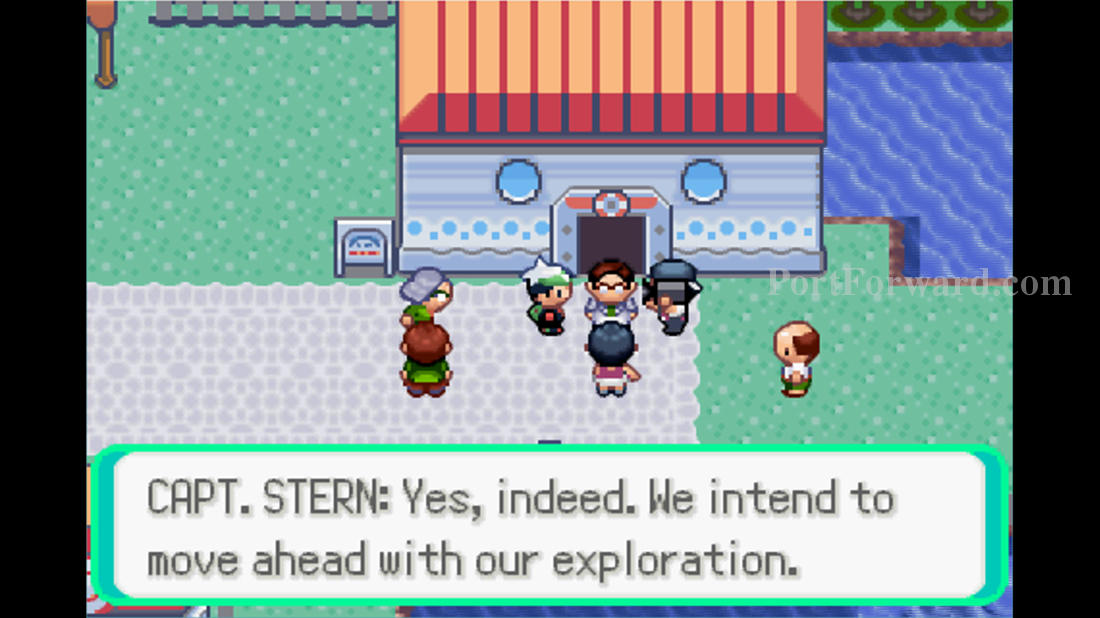 PortForward.com
CAPT. STERN: Yes, indeed. We intend to
move ahead with our exploration.